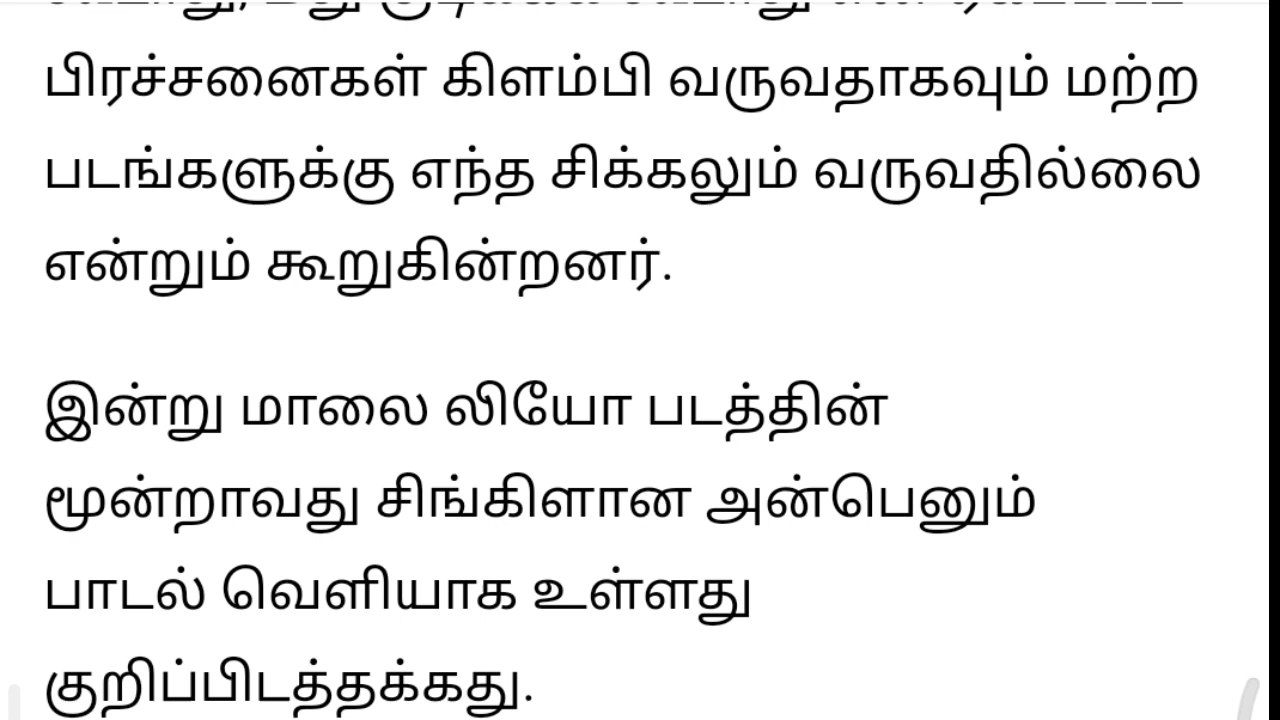 பிரச்சனைகள் கிளம்பி வருவதாகவும் மற்ற
படங்களுக்கு எந்த சிக்கலும் வருவதில்லை
என்றும் கூறுகின்றனர்.
இன்று மாலை லியோ படத்தின்
மூன்றாவது சிங்கிளான அன்பெனும்
பாடல் வெளியாக உள்ளது
குறிப்பிடத்தக்கது.